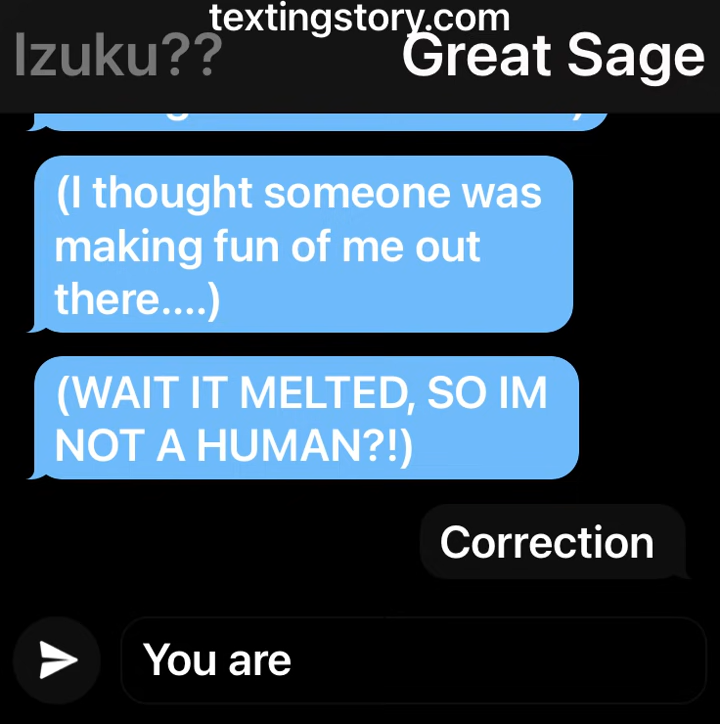 textingstory.com
Izuku??
Great Sage
(I thought someone was
making fun of me out
there....)
(WAIT IT MELTED, SO IM
NOT A HUMAN?!)
Correction
You are